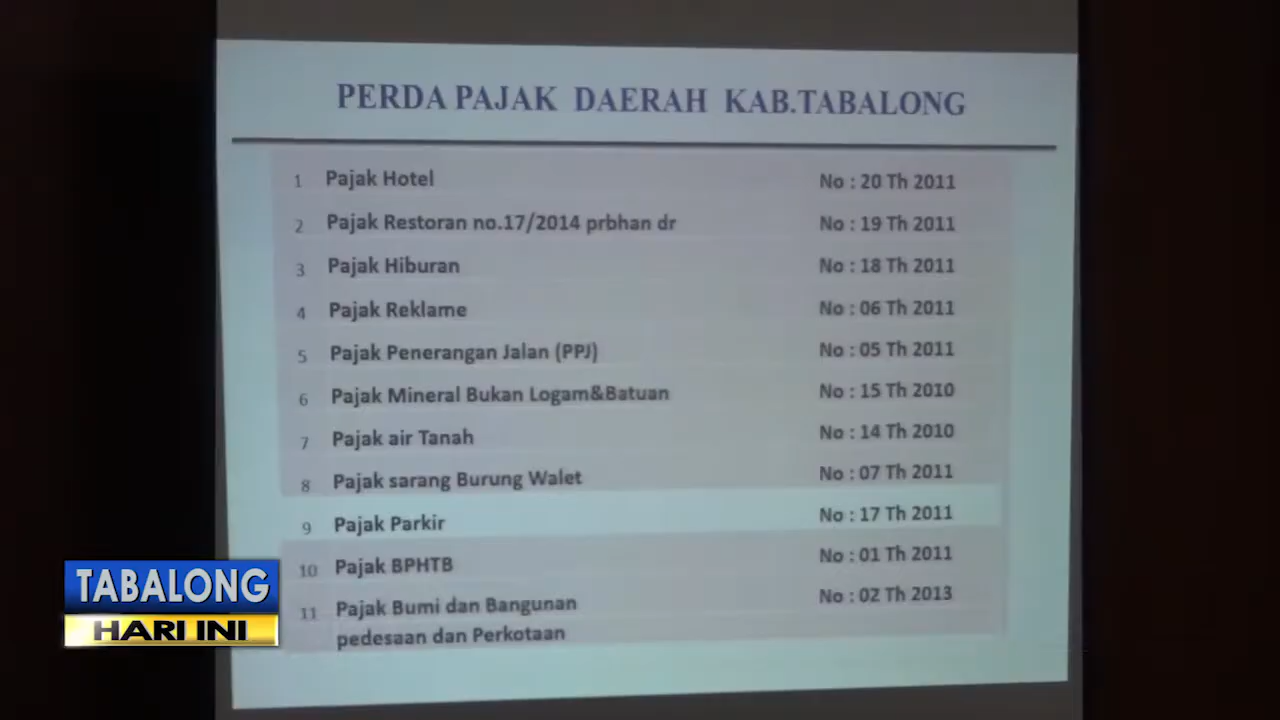 PERDA PAJAK DAERAH KAB.TABALONG
1 Pajak Hotel No : 20 Th 2011
2 Pajak Restoran no.17/2014 prbhan dr No : 19 Th 2011
3 Pajak Hiburan No : 18 Th 2011
4 Pajak Reklame No : 06 Th 2011
5 Pajak Penerangan Jalan (PPJ) No : 05 Th 2011
6 Pajak Mineral Bukan Logam&Batuan No : 15 Th 2010
7 Pajak air Tanah No : 14 Th 2010
8 Pajak sarang Burung Walet No : 07 Th 2011
9 Pajak Parkir No : 17 Th 2011
10 Pajak BPHTB No : 01 Th 2011
11 Pajak Bumi dan Bangunan No : 02 Th 2013
pedesaan dan Perkotaan
TABALONG
HARI INI